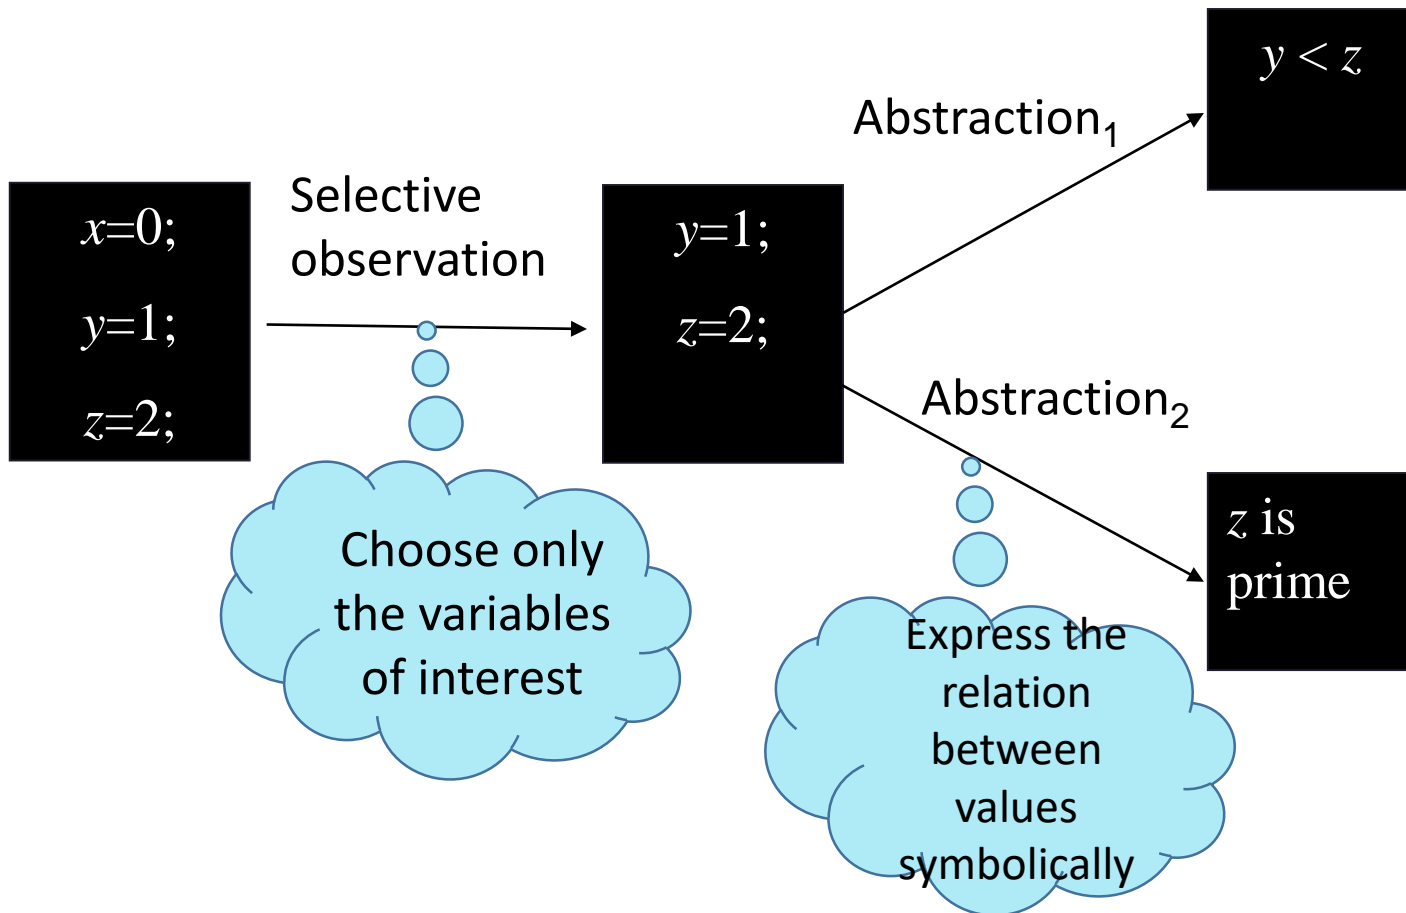 x=0;
y=1;
z=2;
Selective
observation
Choose only
the variables
of interest
y=1;
z=2;
Abstraction₁
y < z
Abstraction₂
Express the
relation
between
values
symbolically
z is
prime